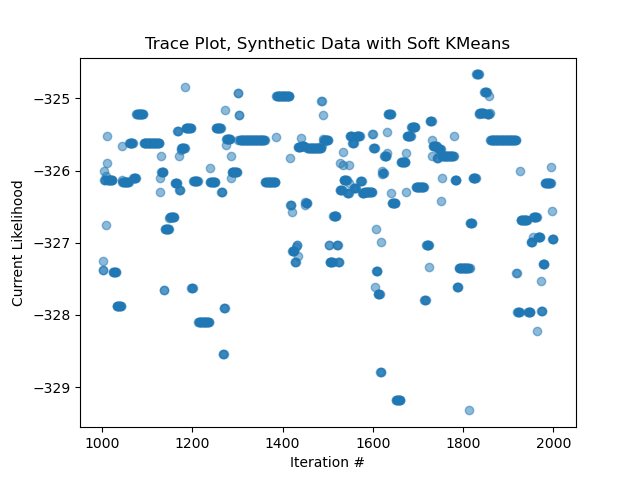 Trace Plot, Synthetic Data with Soft KMeans
Current Likelihood
−325
−326
−327
−328
−329
1000 1200 1400 1600 1800 2000
Iteration #